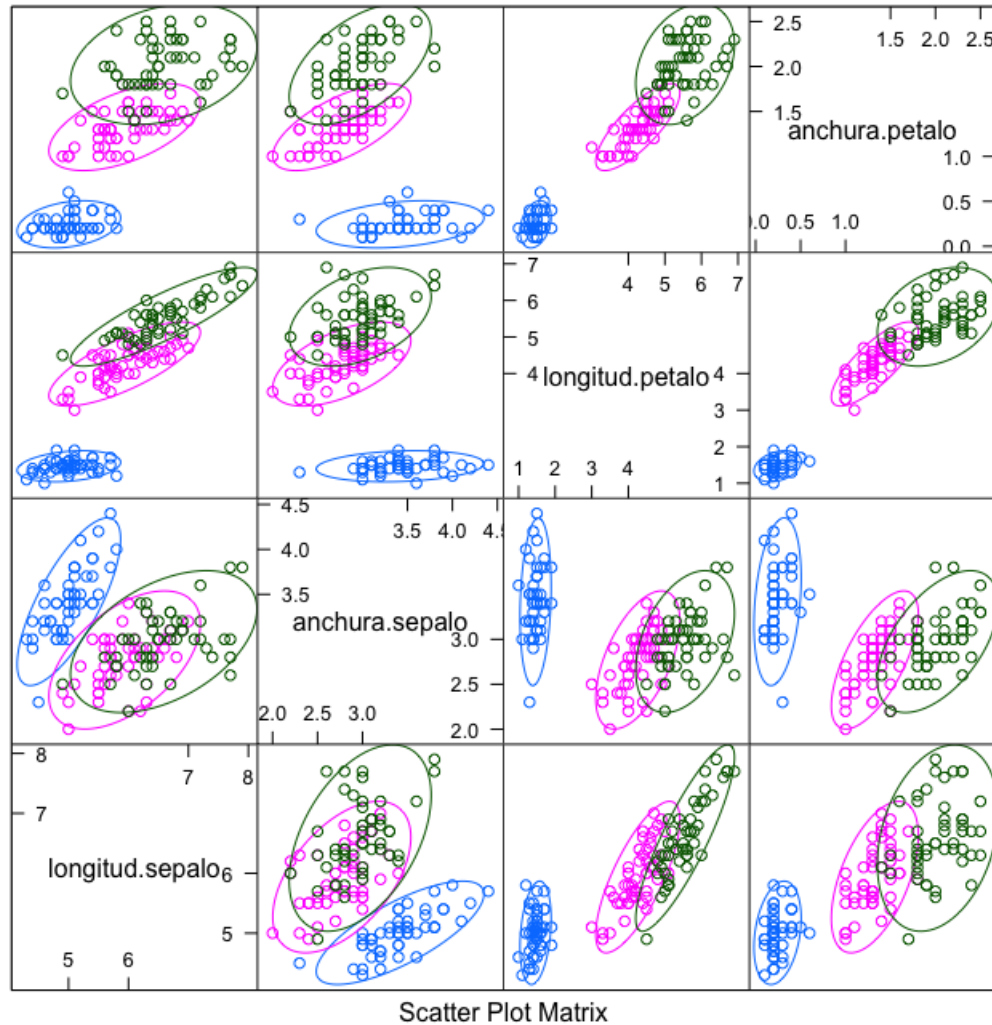 2.5
1.5 2.0 2.5
2.0
1.5
anchura.petalo
1.0
0.5
0.0 0.5 1.0
0.0
7
4 5 6 7
6
5
4 longitud.petalo 4
3
2
1 2 3 4
1
4.5
3.5 4.0 4.5
4.0
3.5
anchura.sepalo
3.0
2.5
2.0 2.5 3.0
2.0
8
7 8
7
longitud.sepalo 6
5
5 6
Scatter Plot Matrix